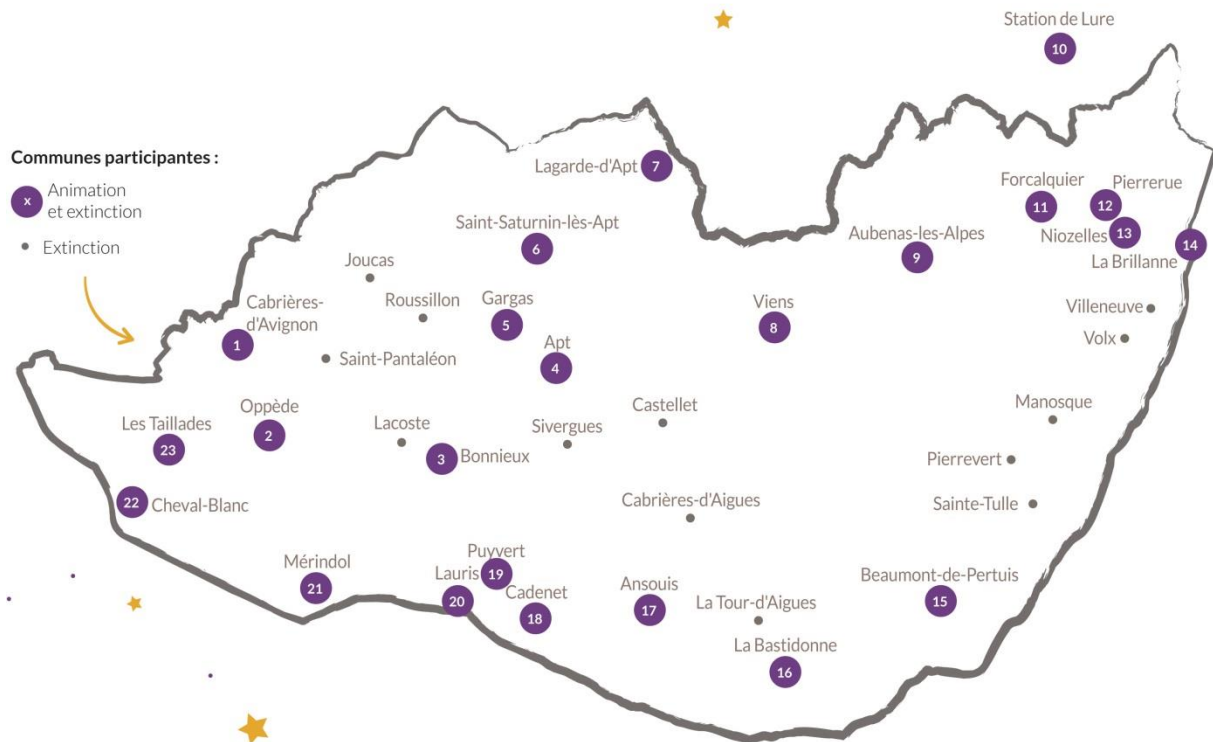 Station de Lure
10
Communes participantes :
x Animation
et extinction
Extinction
Lagarde-d'Apt 7
Forcalquier
11
Pierrerue
12
Niozelles 13
La Brillanne 14
Saint-Saturnin-lès-Apt
6
Aubenas-les-Alpes
9
Joucas
Roussillon
Gargas
5
Viens
8
Villeneuve
Volx
Cabrières-
d'Avignon
1
Saint-Pantaléon
Apt
4
Oppède
2
Les Taillades
23
Lacoste
3 Bonnieux
Sivergues
Castellet
Manosque
Pierrevert
Sainte-Tulle
22 Cheval-Blanc
Cabrières-d'Aigues
Mérindol
21
Puyvert
19
Lauris
20
Cadenet
18
Ansouis
17
La Tour-d'Aigues
La Bastidonne
16
Beaumont-de-Pertuis
15